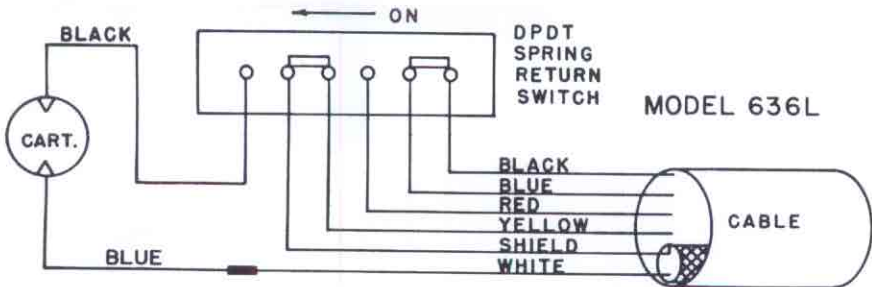 ON
BLACK
DPDT
SPRING
RETURN
SWITCH
MODEL 636L
CART.
BLACK
BLUE
RED
YELLOW
SHIELD
WHITE
CABLE
BLUE